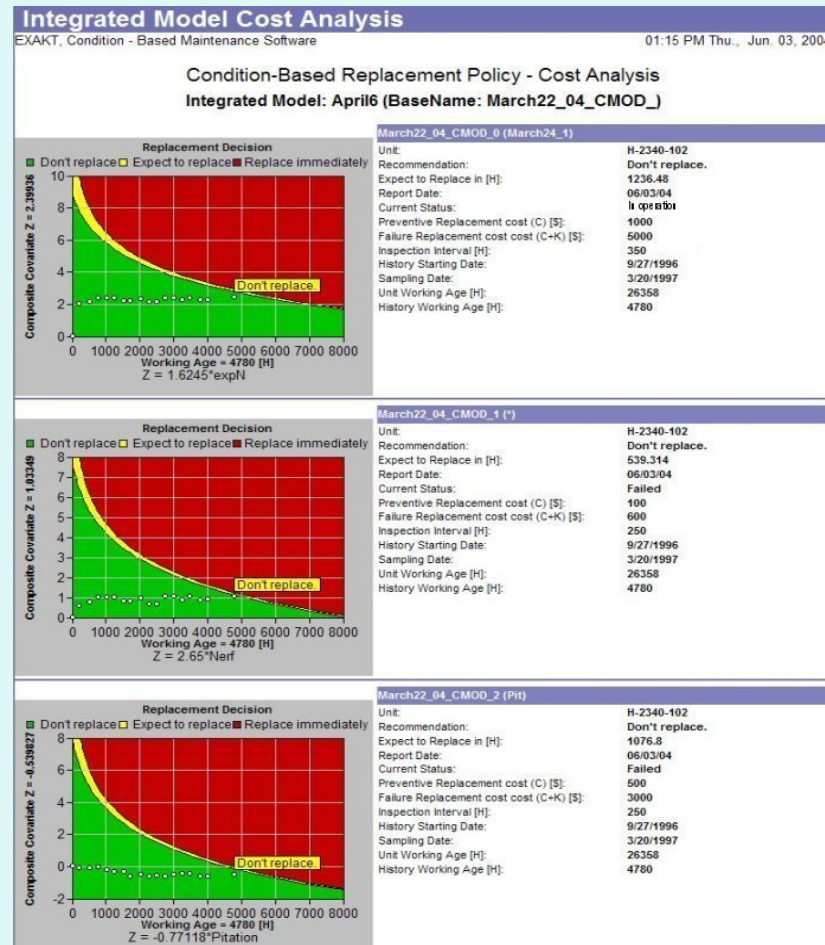 Integrated Model Cost Analysis
EXAKT, Condition - Based Maintenance Software 01:15 PM Thu., Jun. 03, 2004
Condition-Based Replacement Policy - Cost Analysis
Integrated Model: April6 (BaseName: March22_04_CMOD_)
March22_04_CMOD_0 (March24_1)
Replacement Decision
Don't replace Expect to replace Replace immediately
Composite Covariate Z = 2.39936
10
8
6
4
2
0
Don't replace.
0 1000 2000 3000 4000 5000 6000 7000 8000
Working Age = 4780 [H]
Z = 1.6245*expN
Unit: H-2340-102
Recommendation: Don't replace.
Expect to Replace in [H]: 1236.48
Report Date: 06/03/04
Current Status: In operation
Preventive Replacement cost (C) [$]: 1000
Failure Replacement cost cost (C+K) [$]: 5000
Inspection Interval [H]: 350
History Starting Date: 9/27/1996
Sampling Date: 3/20/1997
Unit Working Age [H]: 26358
History Working Age [H]: 4780
March22_04_CMOD_1 (*)
Replacement Decision
Don't replace Expect to replace Replace immediately
Composite Covariate Z = 1.03349
8
7
6
5
4
3
2
1
0
Don't replace.
0 1000 2000 3000 4000 5000 6000 7000 8000
Working Age = 4780 [H]
Z = 2.65*Nerf
Unit: H-2340-102
Recommendation: Don't replace.
Expect to Replace in [H]: 539.314
Report Date: 06/03/04
Current Status: Failed
Preventive Replacement cost (C) [$]: 100
Failure Replacement cost cost (C+K) [$]: 600
Inspection Interval [H]: 250
History Starting Date: 9/27/1996
Sampling Date: 3/20/1997
Unit Working Age [H]: 26358
History Working Age [H]: 4780
March22_04_CMOD_2 (Pit)
Replacement Decision
Don't replace Expect to replace Replace immediately
Composite Covariate Z = -0.539827
8
6
4
2
0
-2
Don't replace.
0 1000 2000 3000 4000 5000 6000 7000 8000
Working Age = 4780 [H]
Z = -0.77118*Pitation
Unit: H-2340-102
Recommendation: Don't replace.
Expect to Replace in [H]: 1076.8
Report Date: 06/03/04
Current Status: Failed
Preventive Replacement cost (C) [$]: 500
Failure Replacement cost cost (C+K) [$]: 3000
Inspection Interval [H]: 250
History Starting Date: 9/27/1996
Sampling Date: 3/20/1997
Unit Working Age [H]: 26358
History Working Age [H]: 4780